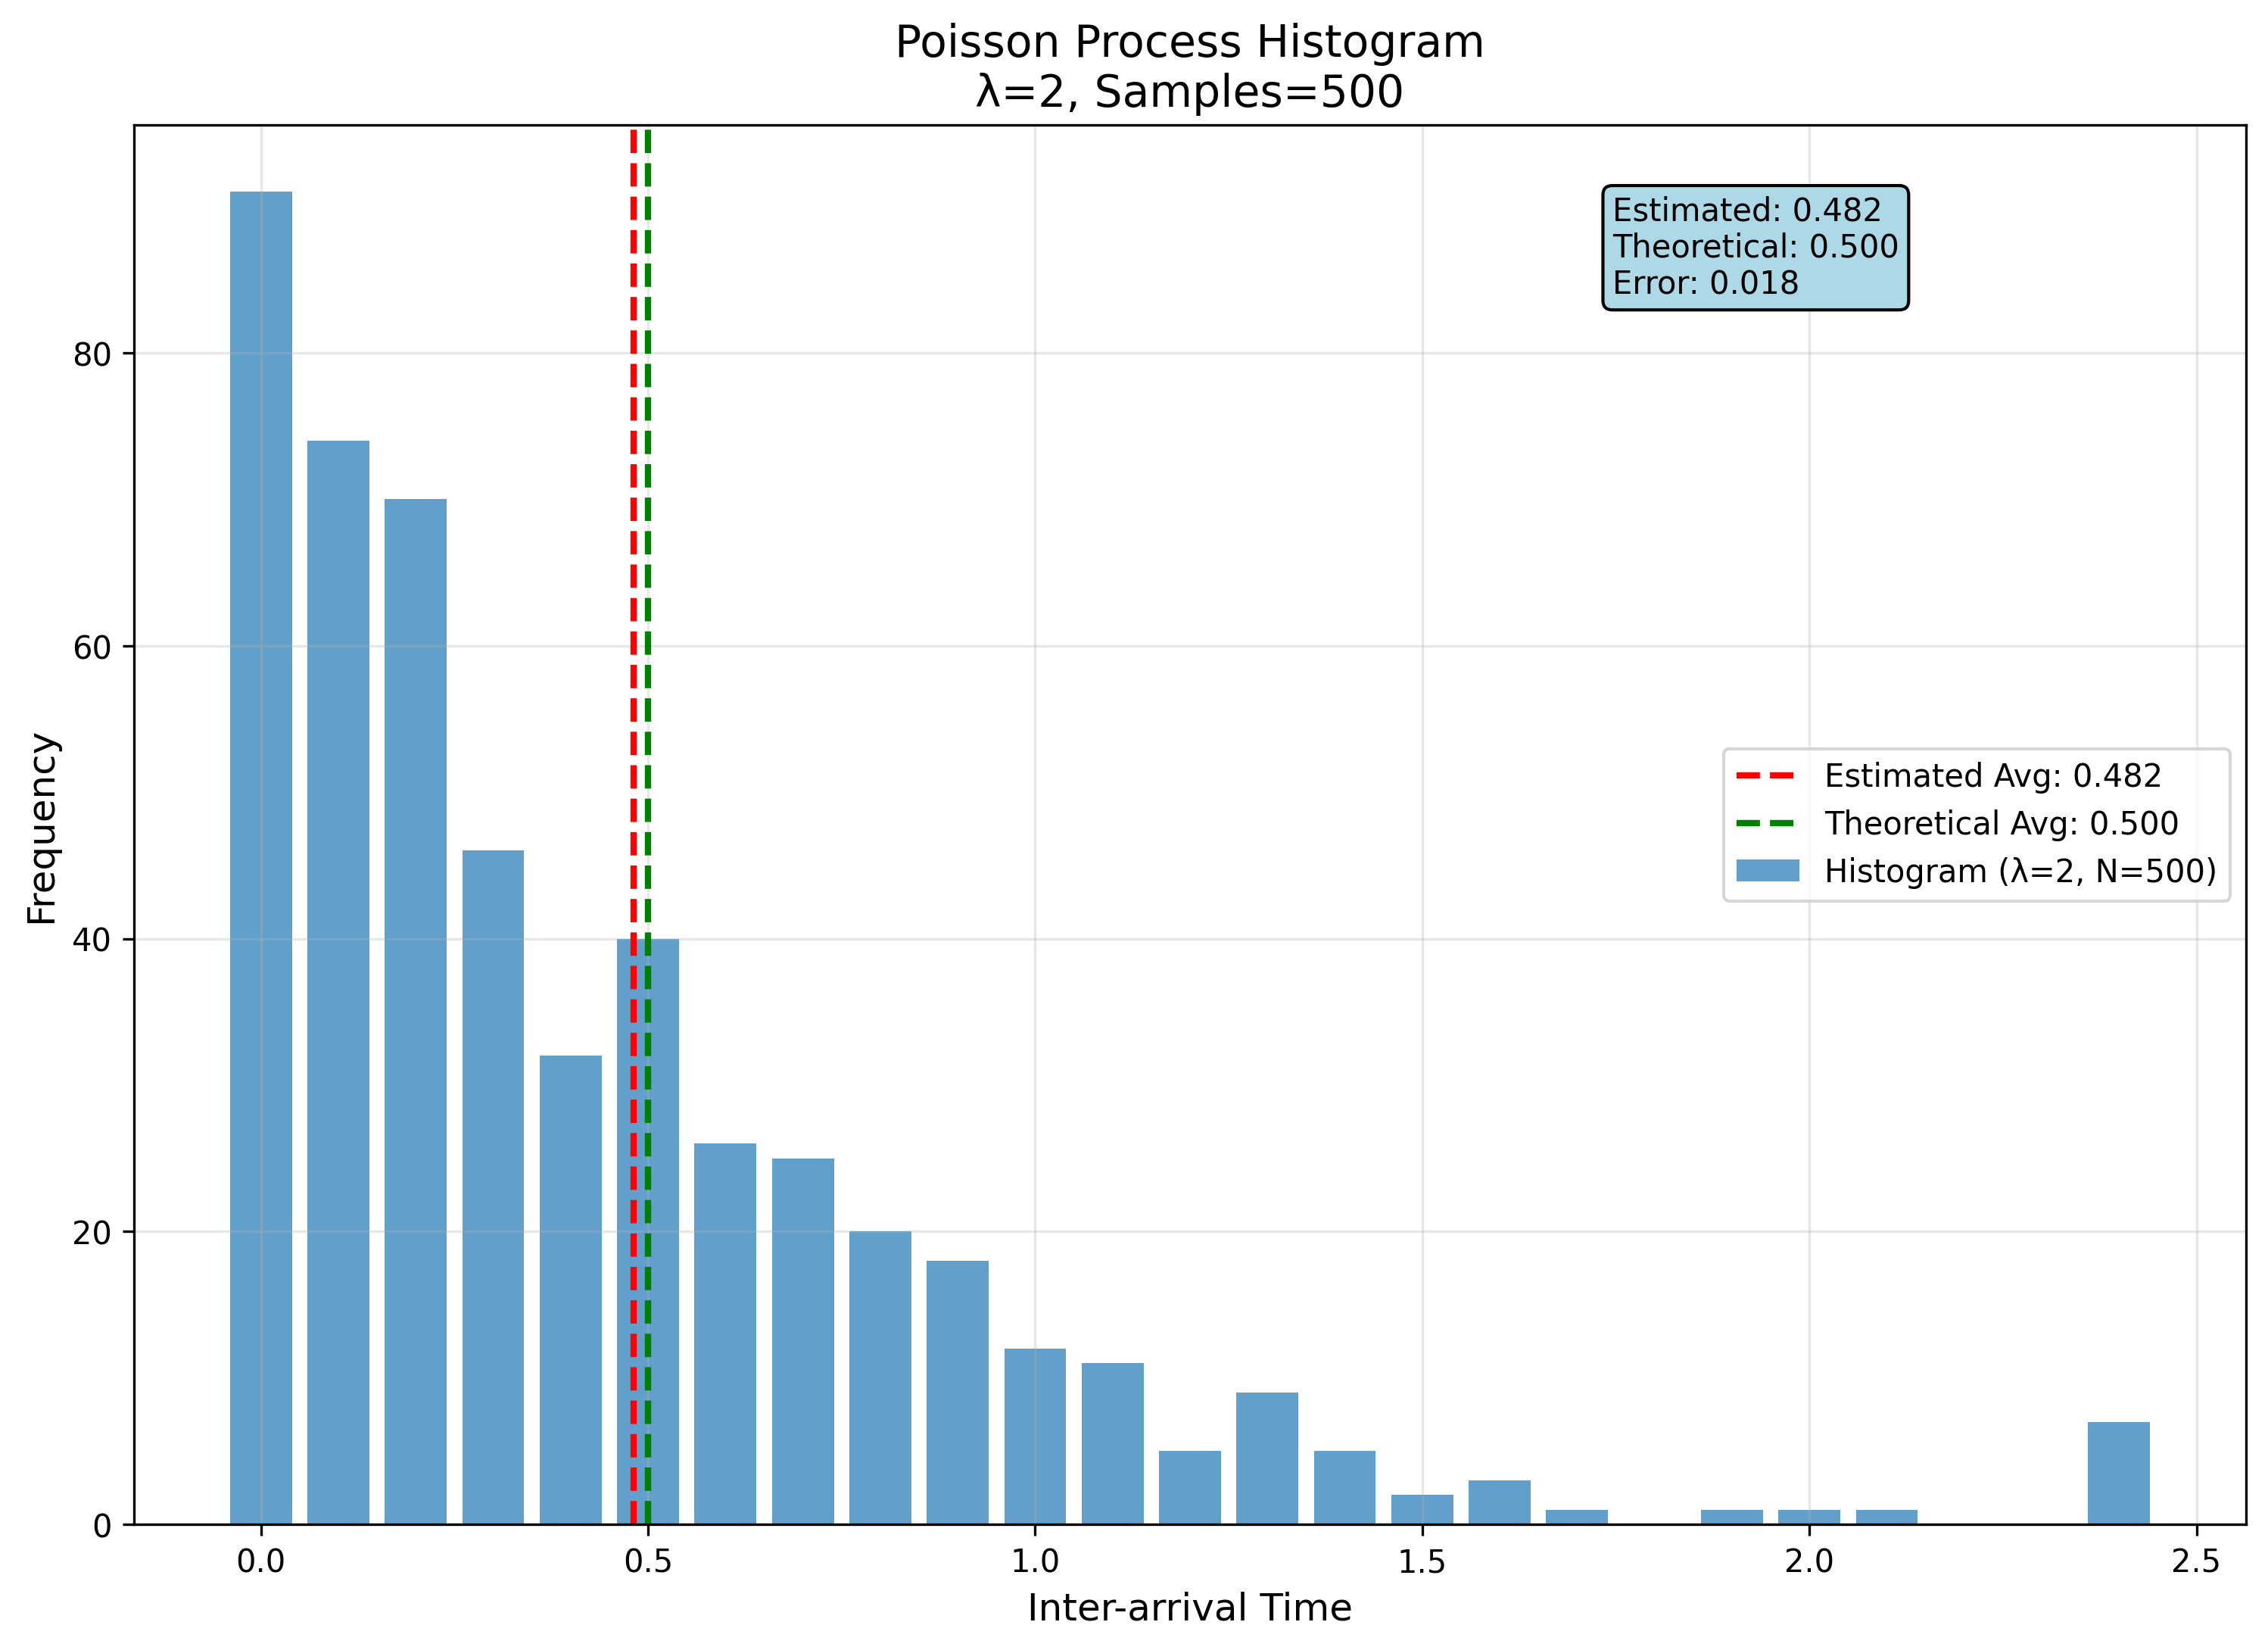 Poisson Process Histogram
λ=2, Samples=500
Estimated: 0.482
Theoretical: 0.500
Error: 0.018
80
60
40
20
0
Frequency
Estimated Avg: 0.482
Theoretical Avg: 0.500
Histogram (λ=2, N=500)
0.0 0.5 1.0 1.5 2.0 2.5
Inter-arrival Time